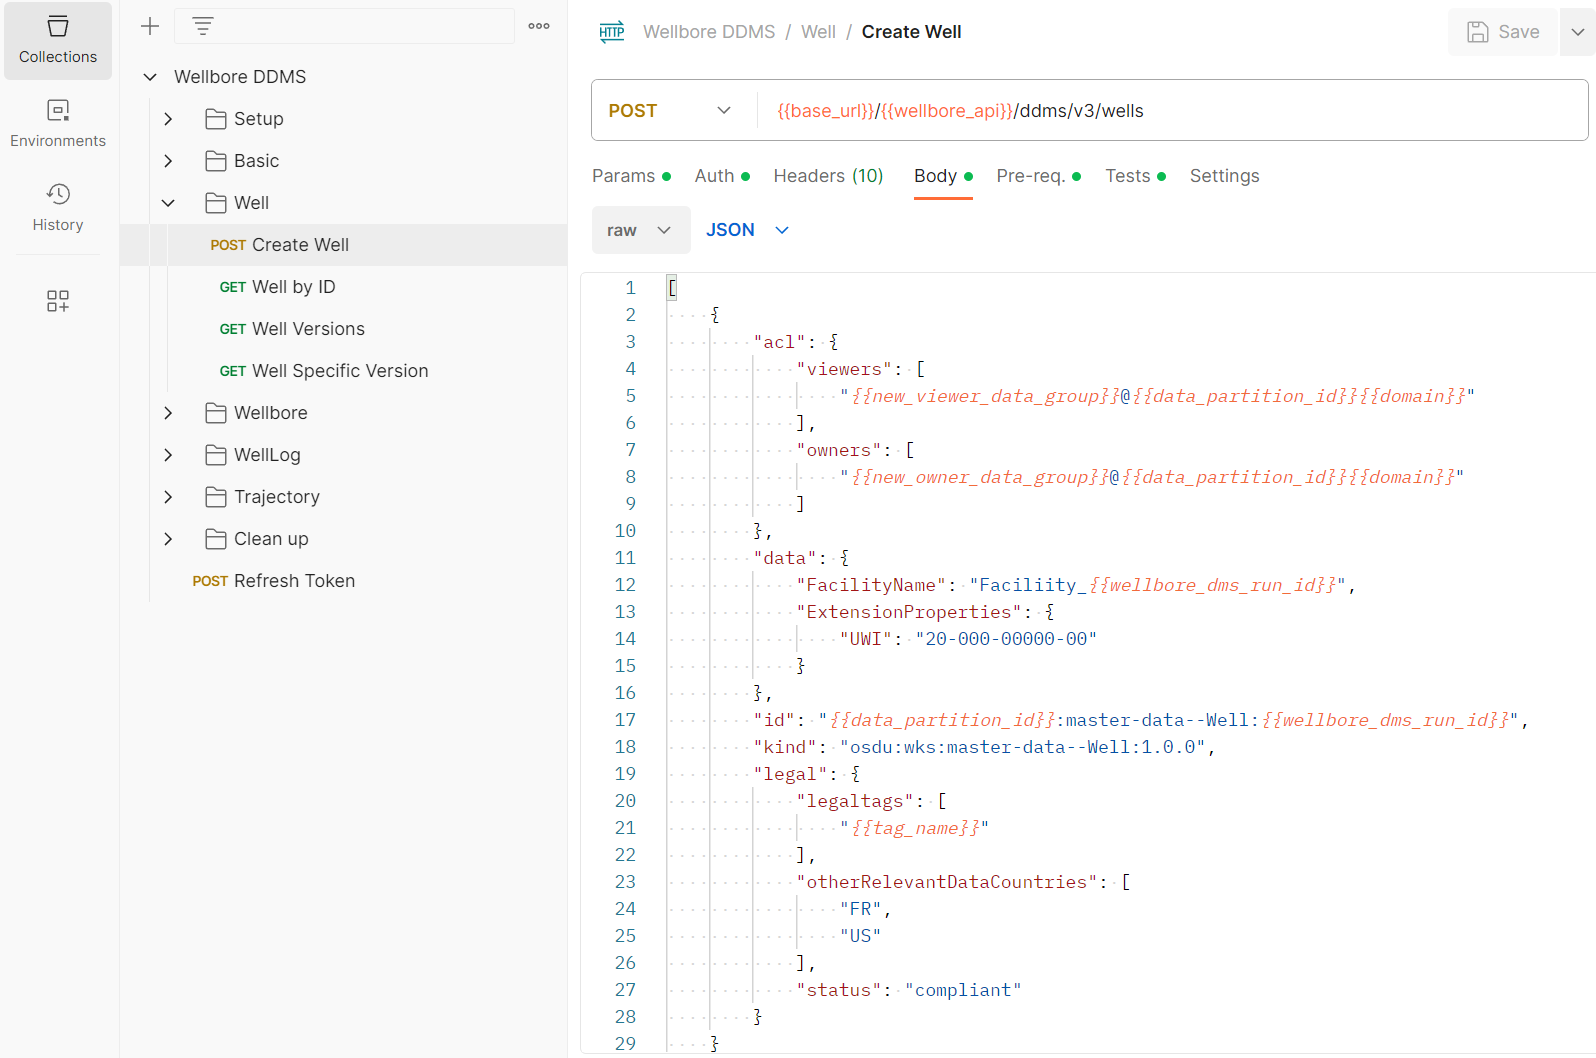 Collections
Environments
History
Wellbore DDMS
Setup
Basic
Well
POST Create Well
GET Well by ID
GET Well Versions
GET Well Specific Version
Wellbore
WellLog
Trajectory
Clean up
POST Refresh Token
HTTP Wellbore DDMS / Well / Create Well
Save
POST {{base_url}}/{{wellbore_api}}/ddms/v3/wells
Params Auth Headers (10) Body Pre-req. Tests Settings
raw JSON
1 [
2 {
3 "acl": {
4 "viewers": [
5 "{{new_viewer_data_group}}@{{data_partition_id}}{{domain}}"
6 ],
7 "owners": [
8 "{{new_owner_data_group}}@{{data_partition_id}}{{domain}}"
9 ]
10 },
11 "data": {
12 "FacilityName": "Faciliity_{{wellbore_dms_run_id}}",
13 "ExtensionProperties": {
14 "UWI": "20-000-00000-00"
15 }
16 },
17 "id": "{{data_partition_id}}:master-data--Well:{{wellbore_dms_run_id}}",
18 "kind": "osdu:wks:master-data--Well:1.0.0",
19 "legal": {
20 "legaltags": [
21 "{{tag_name}}"
22 ],
23 "otherRelevantDataCountries": [
24 "FR",
25 "US"
26 ],
27 "status": "compliant"
28 }
29 }